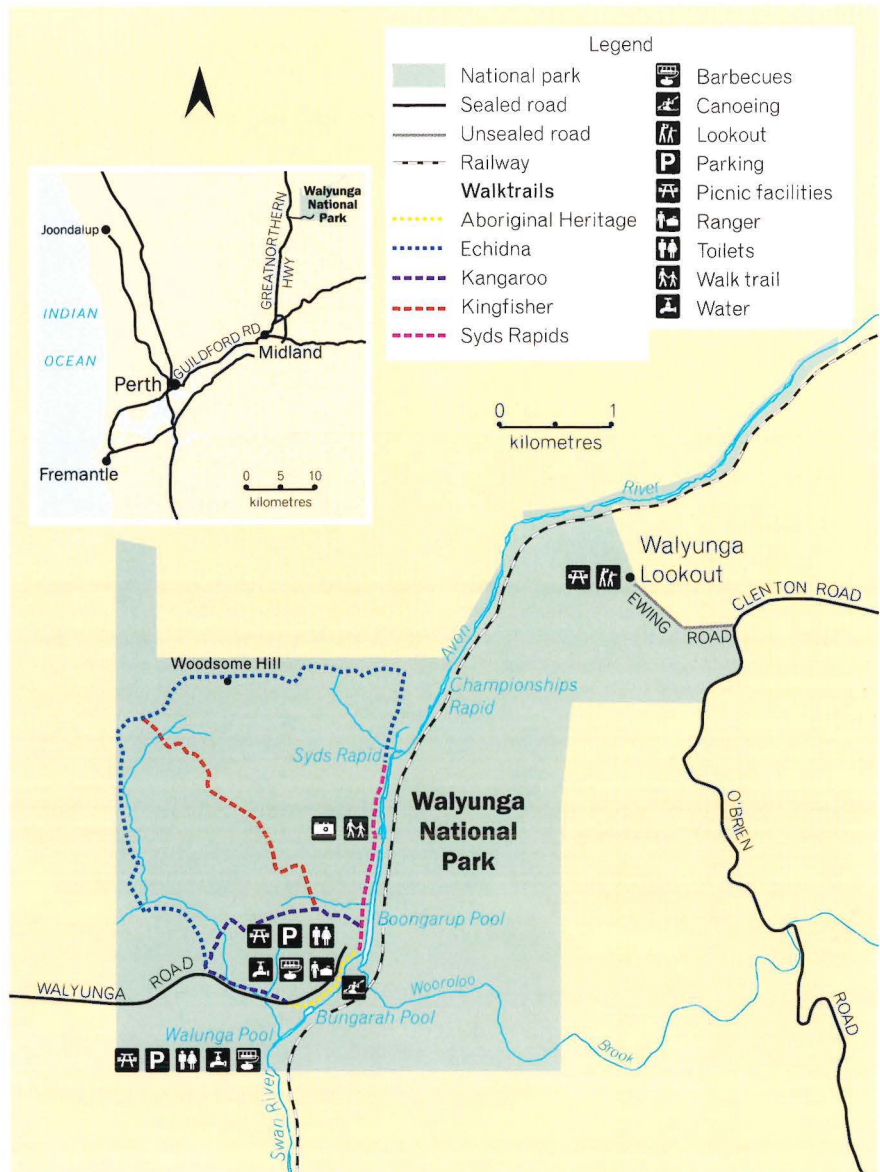 Legend
National park
Sealed road
Unsealed road
Railway
Walktrails
Aboriginal Heritage
Echidna
Kangaroo
Kingfisher
Syds Rapids
Barbecues
Canoeing
Lookout
P Parking
Picnic facilities
Ranger
Toilets
Walk trail
Water
Walyunga
National
Park
Joondalup
GREAT NORTHERN
HWY
INDIAN
OCEAN
GUILDFORD RD
Midland
Perth
Fremantle
0 5 10
kilometres
0 1
kilometres
River
Walyunga
Lookout
EWING
ROAD
CLENTON ROAD
Avon
Woodsome Hill
Championships
Rapid
Syds Rapid
Walyunga
National
Park
O'BRIEN
ROAD
Boongarup Pool
P
WALYUNGA
ROAD
Wooroloo
Brook
Bungarah Pool
Walunga Pool
P
Swan River